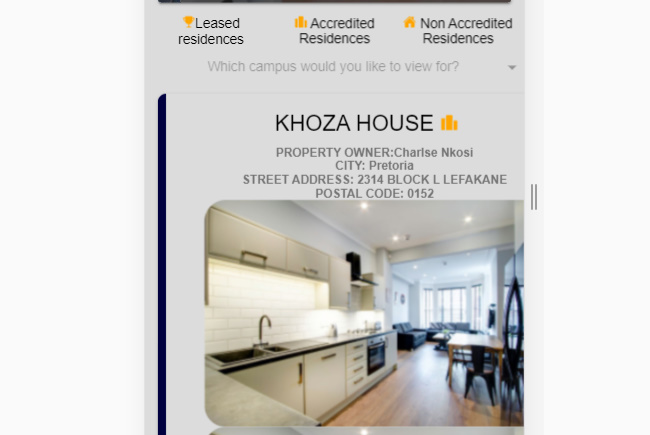 Leased
residences
Accredited
Residences
Non Accredited
Residences
Which campus would you like to view for?
KHOZA HOUSE
PROPERTY OWNER:Charlse Nkosi
CITY: Pretoria
STREET ADDRESS: 2314 BLOCK L LEFAKANE
POSTAL CODE: 0152